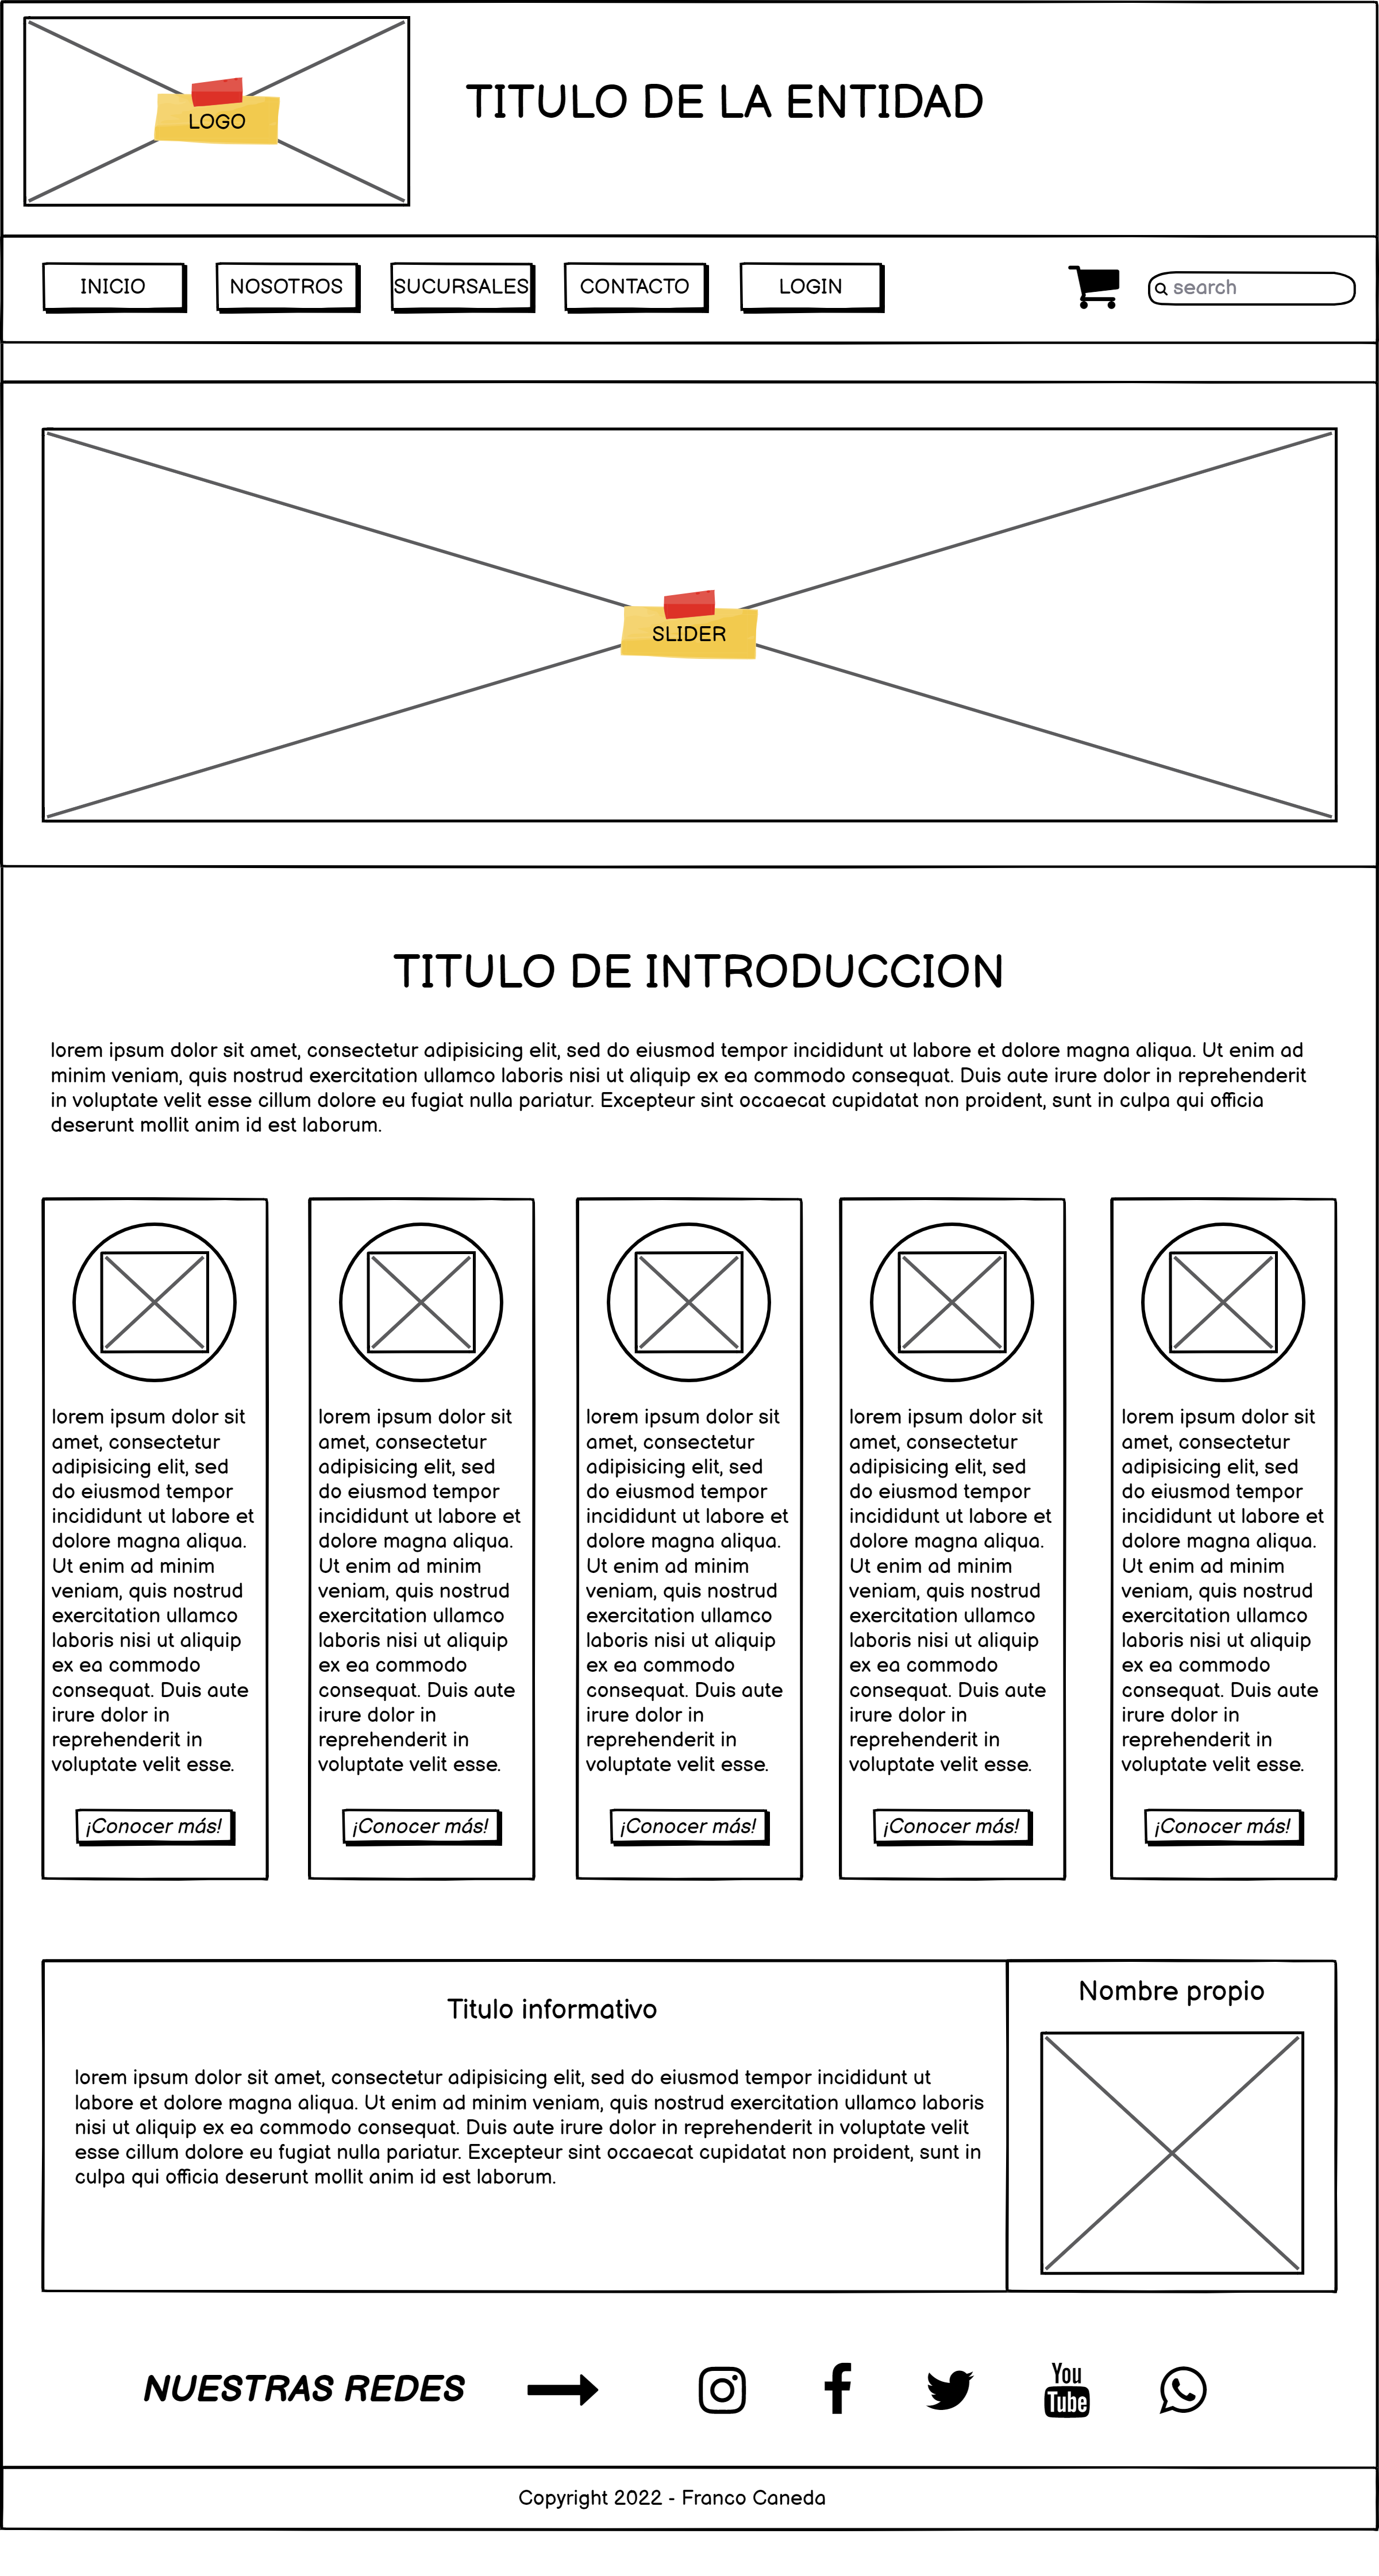 LOGO
TITULO DE LA ENTIDAD
INICIO
NOSOTROS
SUCURSALES
CONTACTO
LOGIN
search
SLIDER
TITULO DE INTRODUCCION
lorem ipsum dolor sit amet, consectetur adipisicing elit, sed do eiusmod tempor incididunt ut labore et dolore magna aliqua. Ut enim ad
minim veniam, quis nostrud exercitation ullamco laboris nisi ut aliquip ex ea commodo consequat. Duis aute irure dolor in reprehenderit
in voluptate velit esse cillum dolore eu fugiat nulla pariatur. Excepteur sint occaecat cupidatat non proident, sunt in culpa qui officia
deserunt mollit anim id est laborum.
lorem ipsum dolor sit
amet, consectetur
adipisicing elit, sed
do eiusmod tempor
incididunt ut labore et
dolore magna aliqua.
Ut enim ad minim
veniam, quis nostrud
exercitation ullamco
laboris nisi ut aliquip
ex ea commodo
consequat. Duis aute
irure dolor in
reprehenderit in
voluptate velit esse.
¡Conocer más!
lorem ipsum dolor sit
amet, consectetur
adipisicing elit, sed
do eiusmod tempor
incididunt ut labore et
dolore magna aliqua.
Ut enim ad minim
veniam, quis nostrud
exercitation ullamco
laboris nisi ut aliquip
ex ea commodo
consequat. Duis aute
irure dolor in
reprehenderit in
voluptate velit esse.
¡Conocer más!
lorem ipsum dolor sit
amet, consectetur
adipisicing elit, sed
do eiusmod tempor
incididunt ut labore et
dolore magna aliqua.
Ut enim ad minim
veniam, quis nostrud
exercitation ullamco
laboris nisi ut aliquip
ex ea commodo
consequat. Duis aute
irure dolor in
reprehenderit in
voluptate velit esse.
¡Conocer más!
lorem ipsum dolor sit
amet, consectetur
adipisicing elit, sed
do eiusmod tempor
incididunt ut labore et
dolore magna aliqua.
Ut enim ad minim
veniam, quis nostrud
exercitation ullamco
laboris nisi ut aliquip
ex ea commodo
consequat. Duis aute
irure dolor in
reprehenderit in
voluptate velit esse.
¡Conocer más!
lorem ipsum dolor sit
amet, consectetur
adipisicing elit, sed
do eiusmod tempor
incididunt ut labore et
dolore magna aliqua.
Ut enim ad minim
veniam, quis nostrud
exercitation ullamco
laboris nisi ut aliquip
ex ea commodo
consequat. Duis aute
irure dolor in
reprehenderit in
voluptate velit esse.
¡Conocer más!
Titulo informativo
lorem ipsum dolor sit amet, consectetur adipisicing elit, sed do eiusmod tempor incididunt ut
labore et dolore magna aliqua. Ut enim ad minim veniam, quis nostrud exercitation ullamco laboris
nisi ut aliquip ex ea commodo consequat. Duis aute irure dolor in reprehenderit in voluptate velit
esse cillum dolore eu fugiat nulla pariatur. Excepteur sint occaecat cupidatat non proident, sunt in
culpa qui officia deserunt mollit anim id est laborum.
Nombre propio
NUESTRAS REDES
You
Tube
Copyright 2022 - Franco Caneda